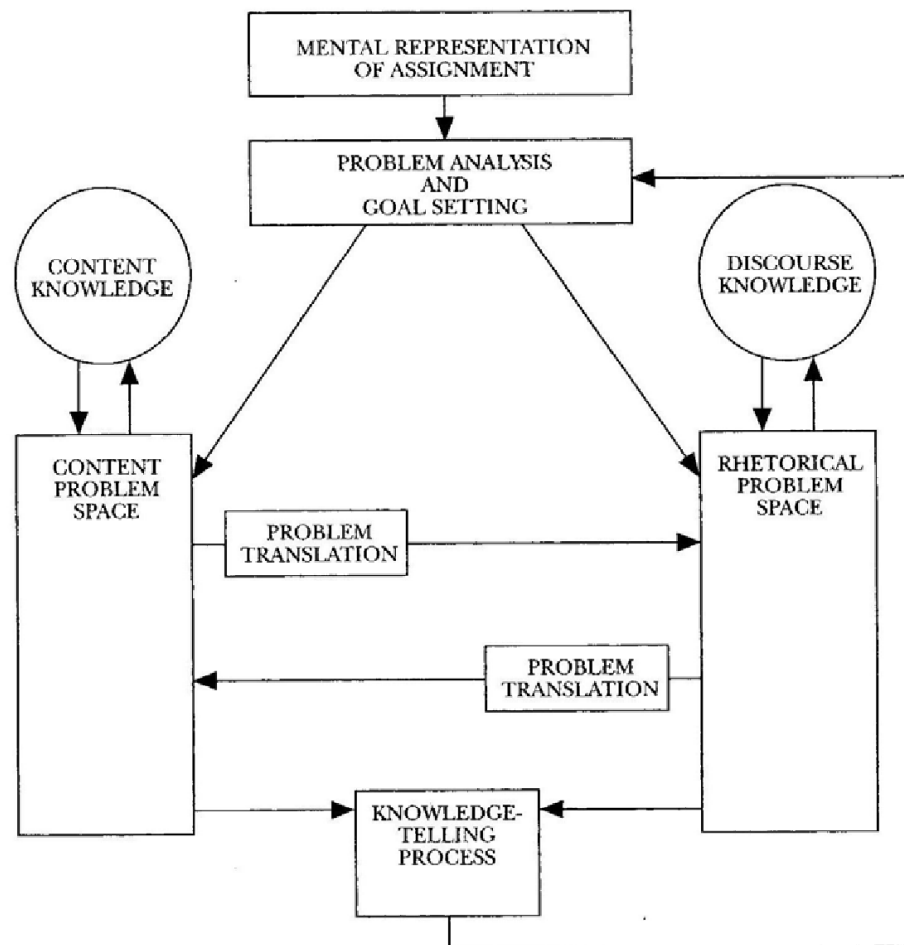 MENTAL REPRESENTATION
OF ASSIGNMENT
PROBLEM ANALYSIS
AND
GOAL SETTING
CONTENT
KNOWLEDGE
DISCOURSE
KNOWLEDGE
CONTENT
PROBLEM
SPACE
RHETORICAL
PROBLEM
SPACE
PROBLEM
TRANSLATION
PROBLEM
TRANSLATION
KNOWLEDGE-
TELLING
PROCESS